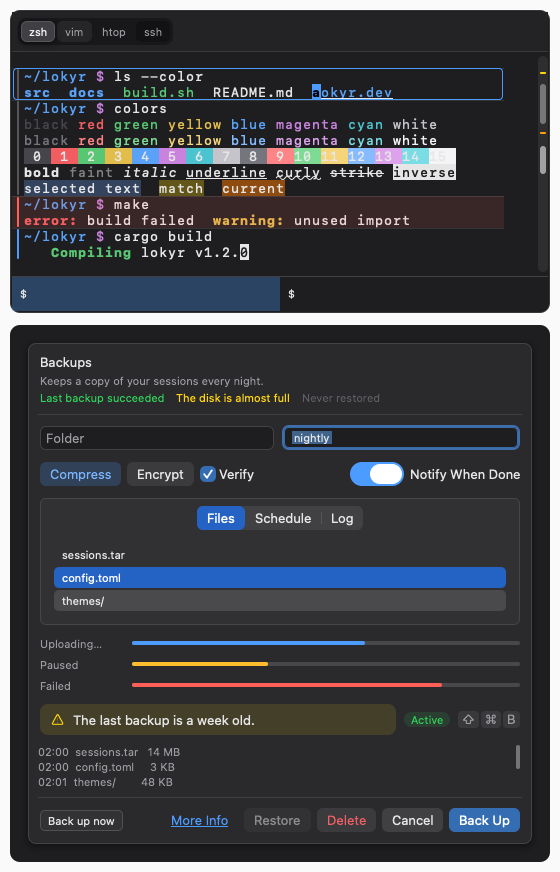 zsh vim htop ssh
~/lokyr $ ls --color
src docs build.sh README.md lokyr.dev
~/lokyr $ colors
black red green yellow blue magenta cyan white
black red green yellow blue magenta cyan white
0 1 2 3 4 5 6 7 8 9 10 11 12 13 14 15
bold faint italic underline curly strike inverse
selected text match current
~/lokyr $ make
error: build failed warning: unused import
~/lokyr $ cargo build
Compiling lokyr v1.2.0
$ $
Backups
Keeps a copy of your sessions every night.
Last backup succeeded The disk is almost full Never restored
Folder nightly
Compress Encrypt Verify Notify When Done
Files Schedule Log
sessions.tar
config.toml
themes/
Uploading...
Paused
Failed
The last backup is a week old. Active ⇧ ⌘ B
02:00 sessions.tar 14 MB
02:00 config.toml 3 KB
02:01 themes/ 48 KB
Back up now More Info Restore Delete Cancel Back Up